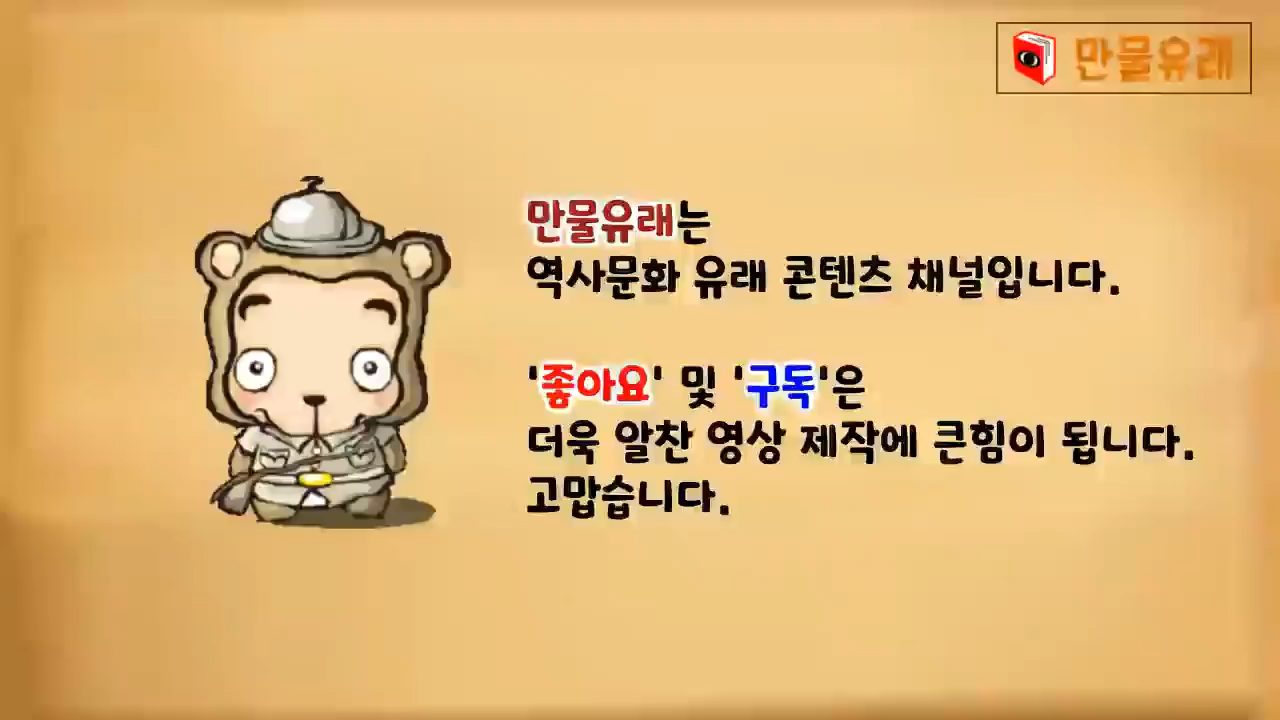 만물유래
만물유래는
역사문화 유래 콘텐츠 채널입니다.
'좋아요' 및 '구독'은
더욱 알찬 영상 제작에 큰힘이 됩니다.
고맙습니다.